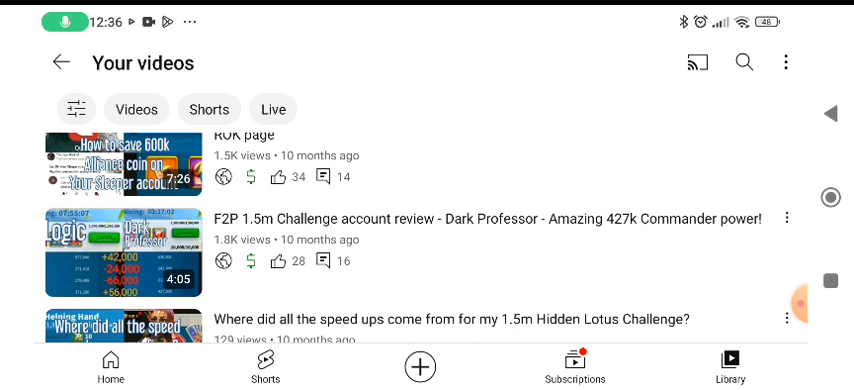 12:36
48
Your videos
Videos
Shorts
Live
ROK page
1.5K views • 10 months ago
34
14
How to save 600k
Alliance coin on
Your Sleeper account
7:26
F2P 1.5m Challenge account review - Dark Professor - Amazing 427k Commander power!
1.8K views • 10 months ago
28
16
ing: 07:55:07
ining: 03:27:02
Logic
Dark
Professor
+42,000
-24,000
-66,000
+56,000
4:05
Where did all the speed ups come from for my 1.5m Hidden Lotus Challenge?
129 views • 10 months ago
Helping Hand
Where did all the speed
Home
Shorts
Subscriptions
Library